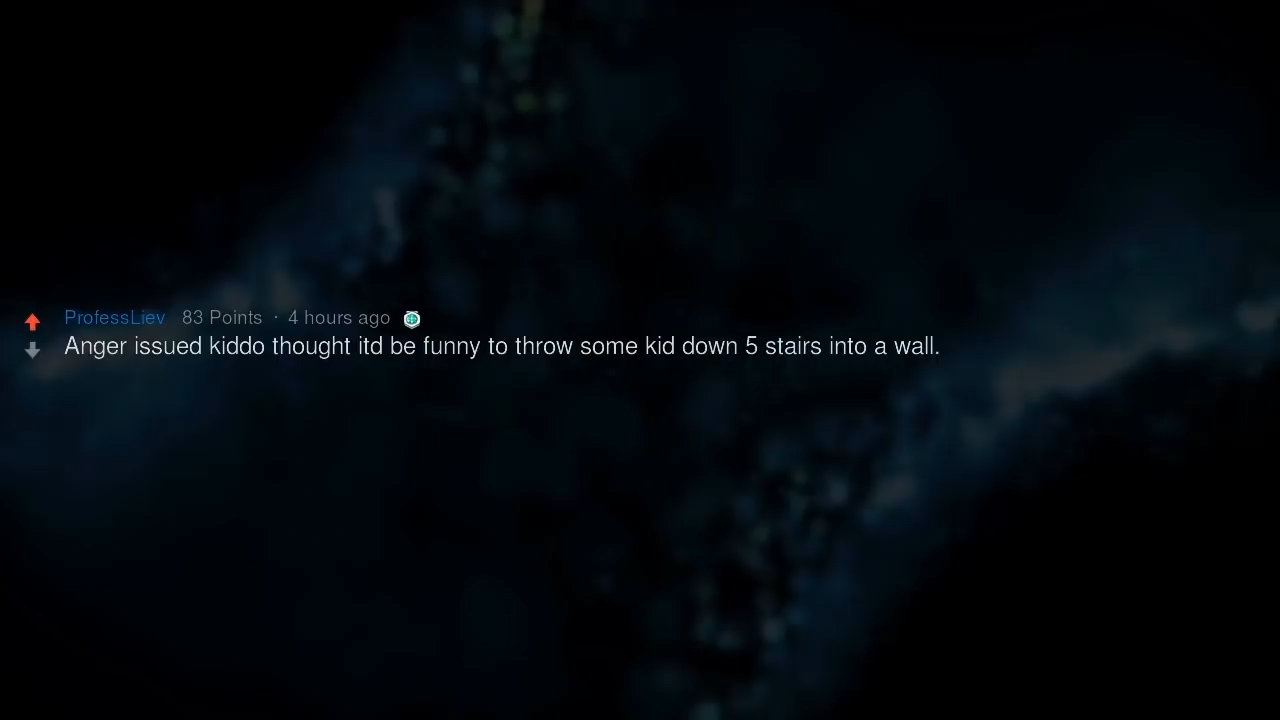 ProfessLiev 83 Points · 4 hours ago
Anger issued kiddo thought itd be funny to throw some kid down 5 stairs into a wall.